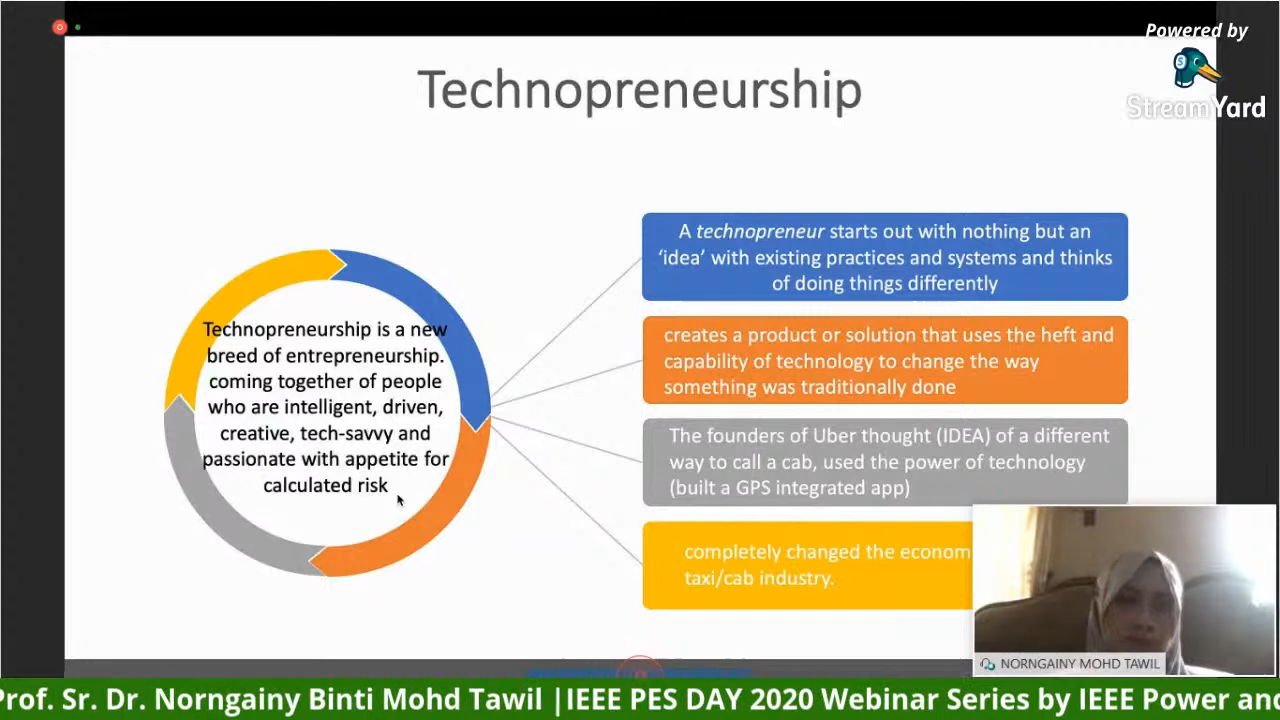 Powered by
StreamYard
Technopreneurship
Technopreneurship is a new
breed of entrepreneurship.
coming together of people
who are intelligent, driven,
creative, tech-savvy and
passionate with appetite for
calculated risk
A technopreneur starts out with nothing but an
‘idea’ with existing practices and systems and thinks
of doing things differently
creates a product or solution that uses the heft and
capability of technology to change the way
something was traditionally done
The founders of Uber thought (IDEA) of a different
way to call a cab, used the power of technology
(built a GPS integrated app)
completely changed the econom
taxi/cab industry.
NORNGAINY MOHD TAWIL
Prof. Sr. Dr. Norngainy Binti Mohd Tawil |IEEE PES DAY 2020 Webinar Series by IEEE Power and